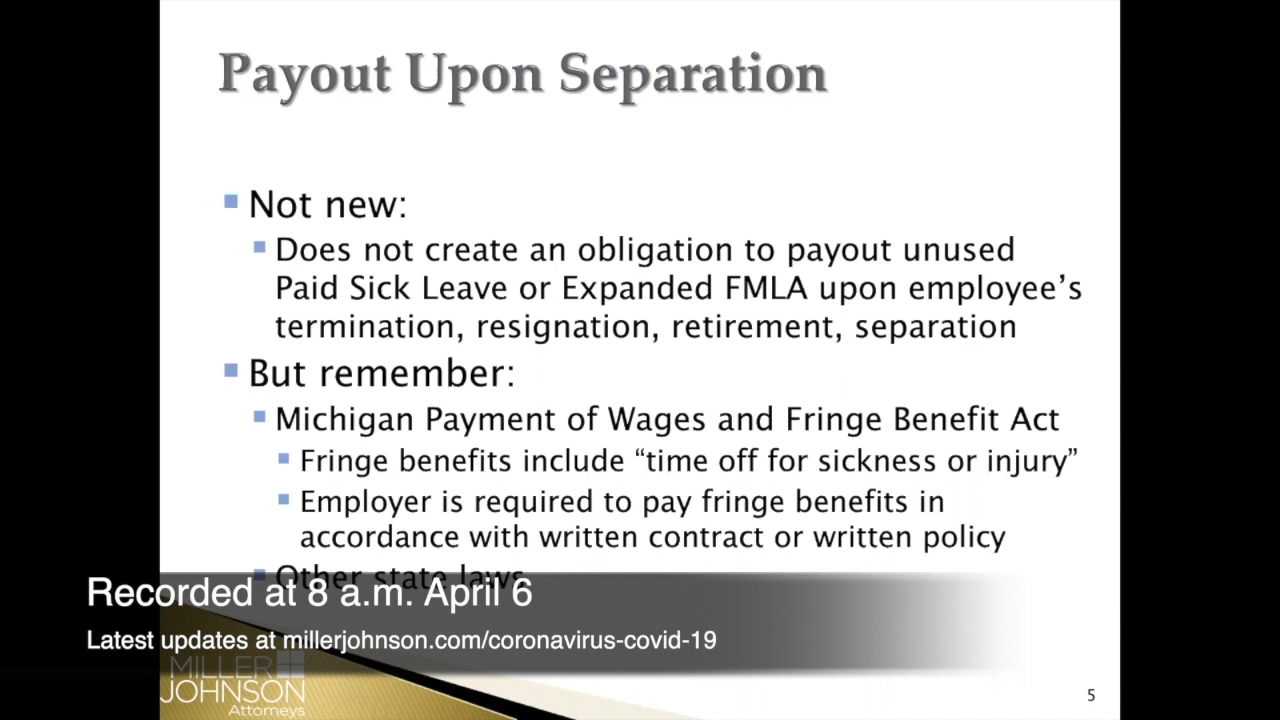 Payout Upon Separation
Not new:
Does not create an obligation to payout unused
Paid Sick Leave or Expanded FMLA upon employee’s
termination, resignation, retirement, separation
But remember:
Michigan Payment of Wages and Fringe Benefit Act
Fringe benefits include “time off for sickness or injury”
Employer is required to pay fringe benefits in
accordance with written contract or written policy
Other state laws
Recorded at 8 a.m. April 6
Latest updates at millerjohnson.com/coronavirus-covid-19
MILLER
JOHNSON
Attorneys
5